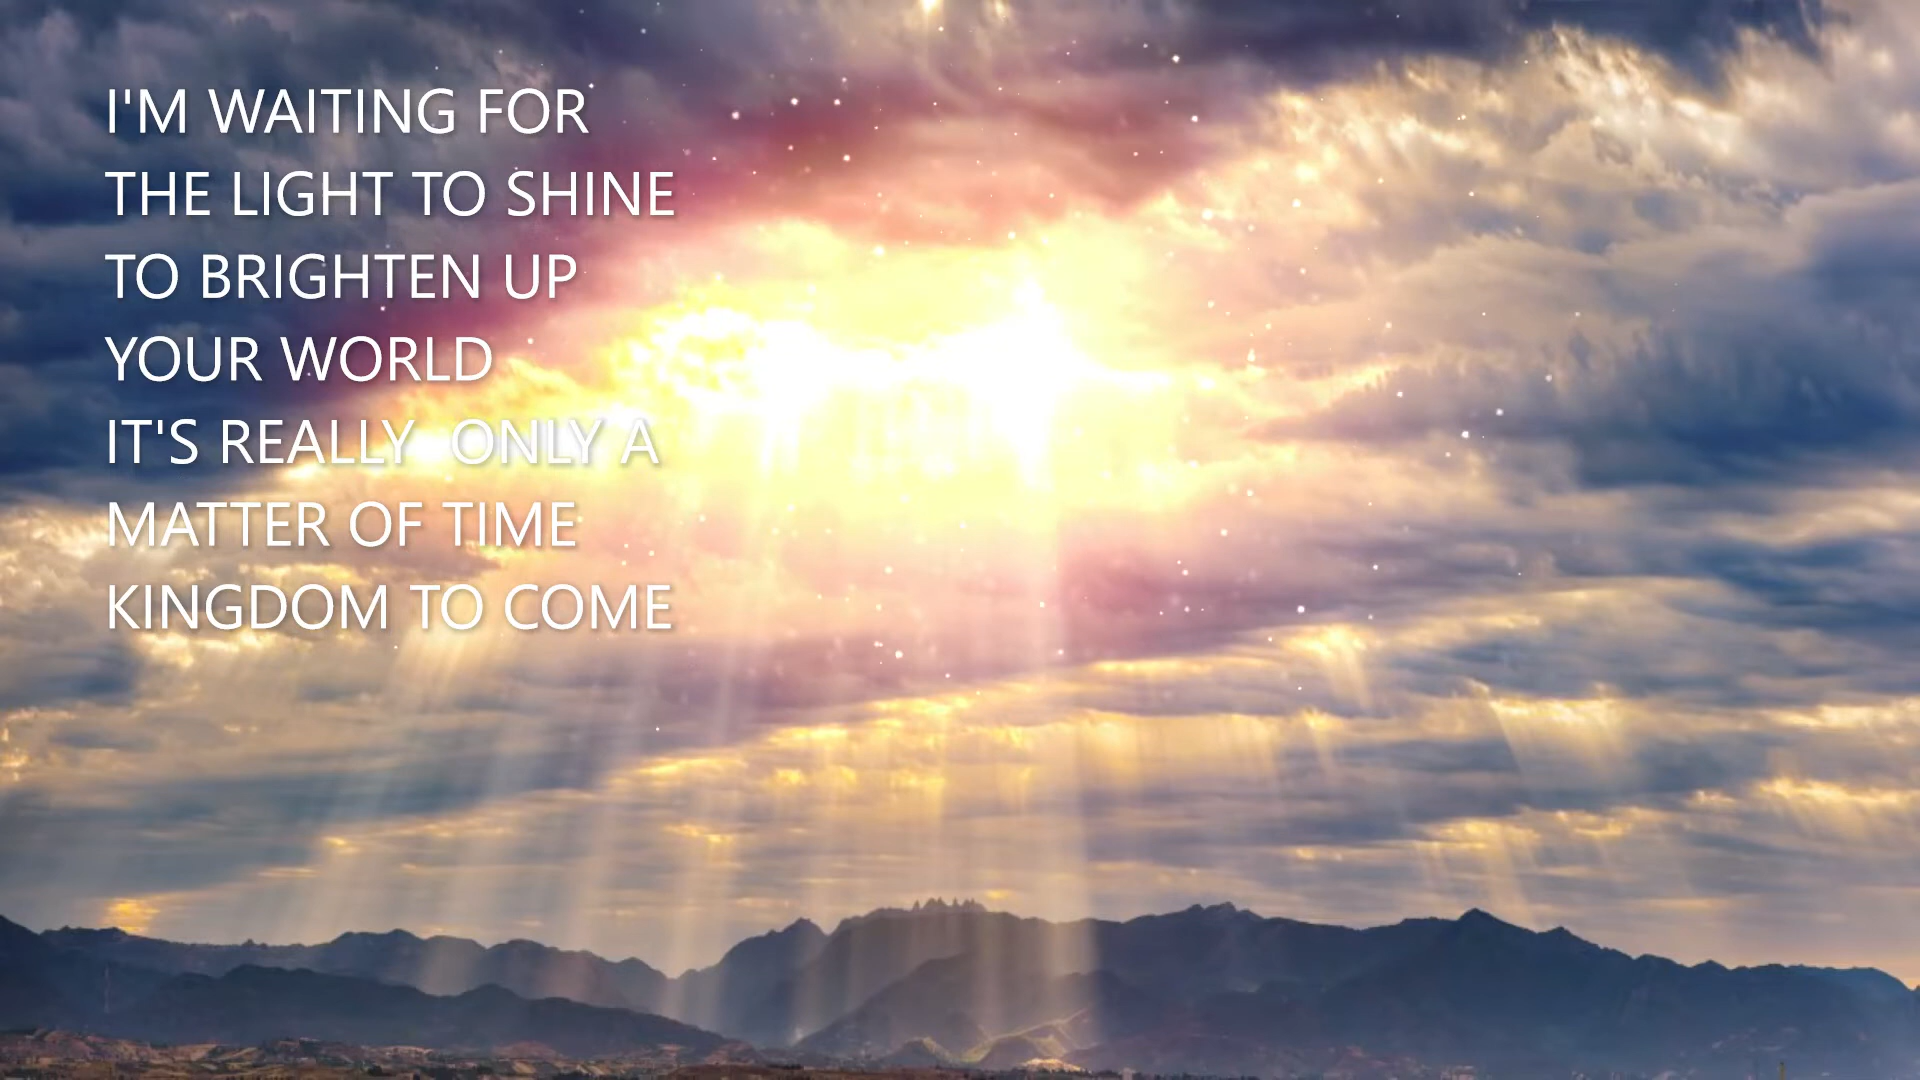 I'M WAITING FOR
THE LIGHT TO SHINE
TO BRIGHTEN UP
YOUR WORLD
IT'S REALLY  ONLY A
MATTER OF TIME
KINGDOM TO COME